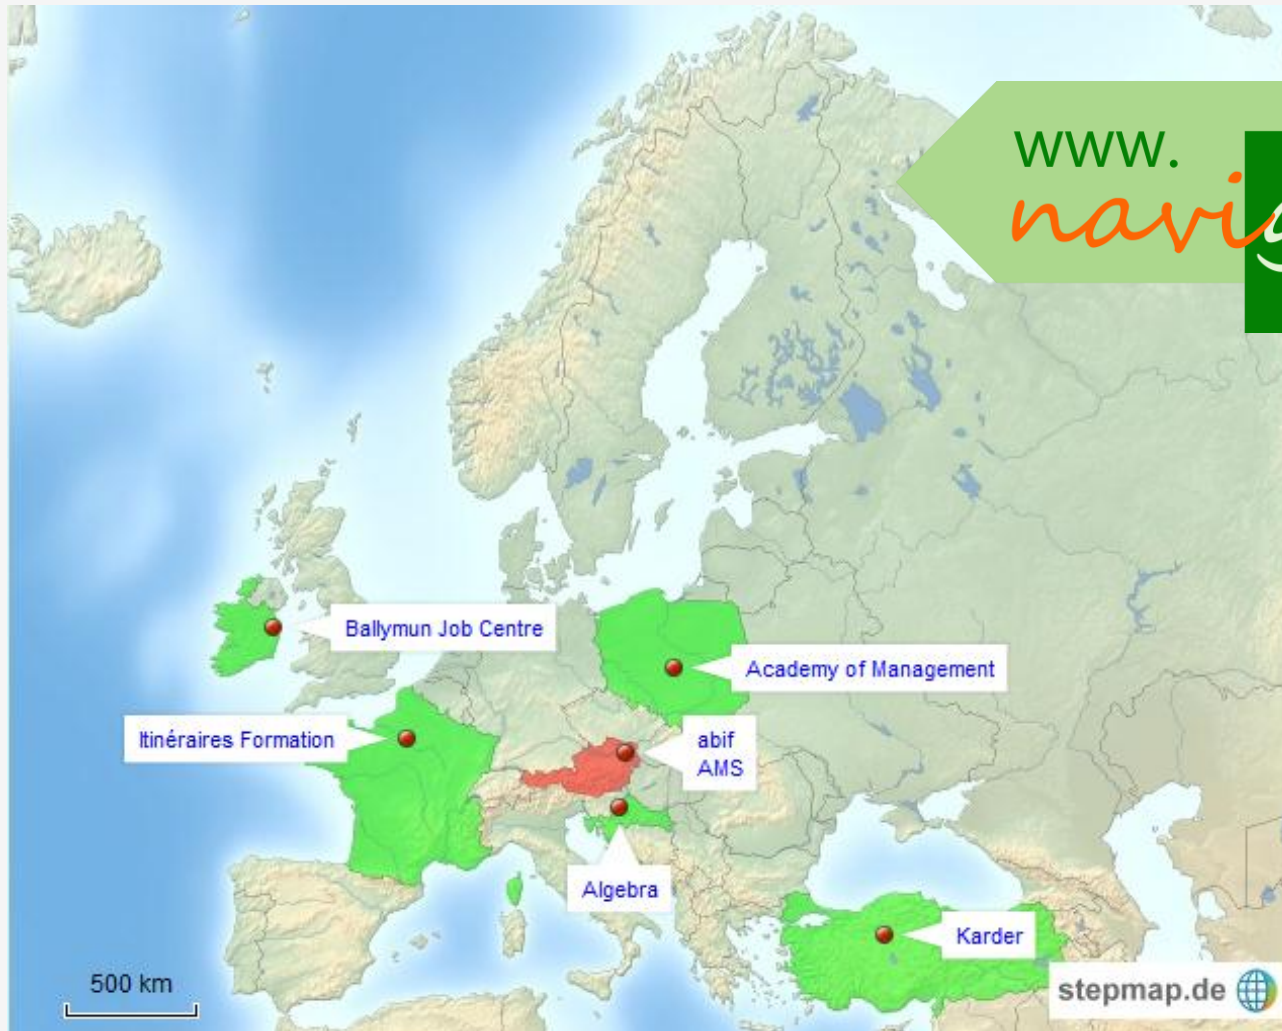 www.
navi
Ballymun Job Centre
Academy of Management
Itinéraires Formation
abif
AMS
Algebra
Karder
500 km
stepmap.de